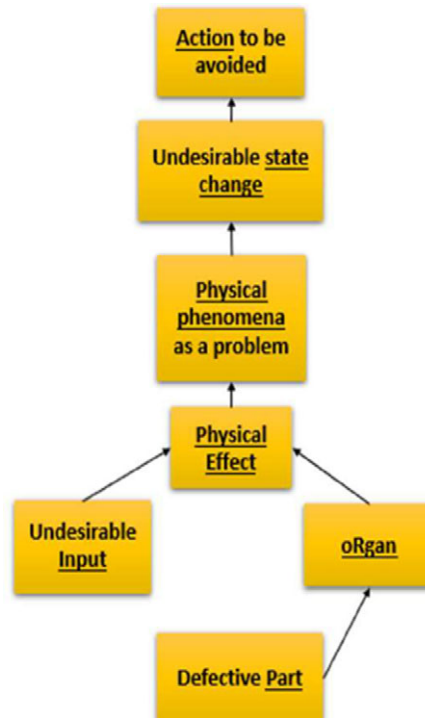 Action to be
avoided
Undesirable state
change
Physical
phenomena
as a problem
Physical
Effect
Undesirable
Input
oRgan
Defective Part